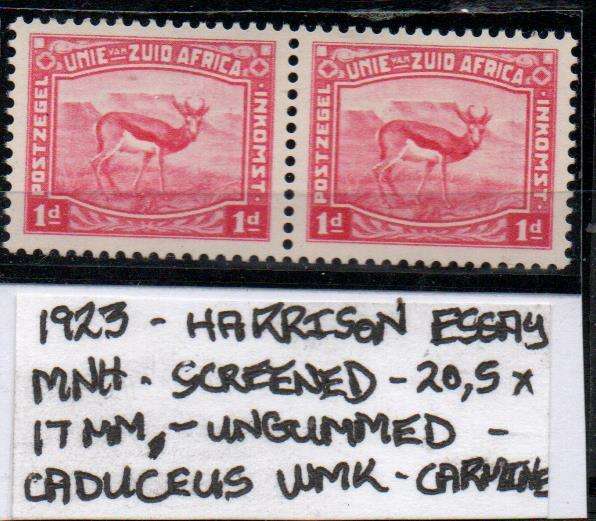 UNIE VAN ZUID AFRICA
POSTZEGEL
·INKOMST·
1d 1d
UNIE VAN ZUID AFRICA
POSTZEGEL
·INKOMST·
1d 1d
1923 - HARRISON ESSAY
MNH - SCREENED - 20,5 x
17 MM, - UNGUMMED -
CADUCEUS WMK - CARMINE